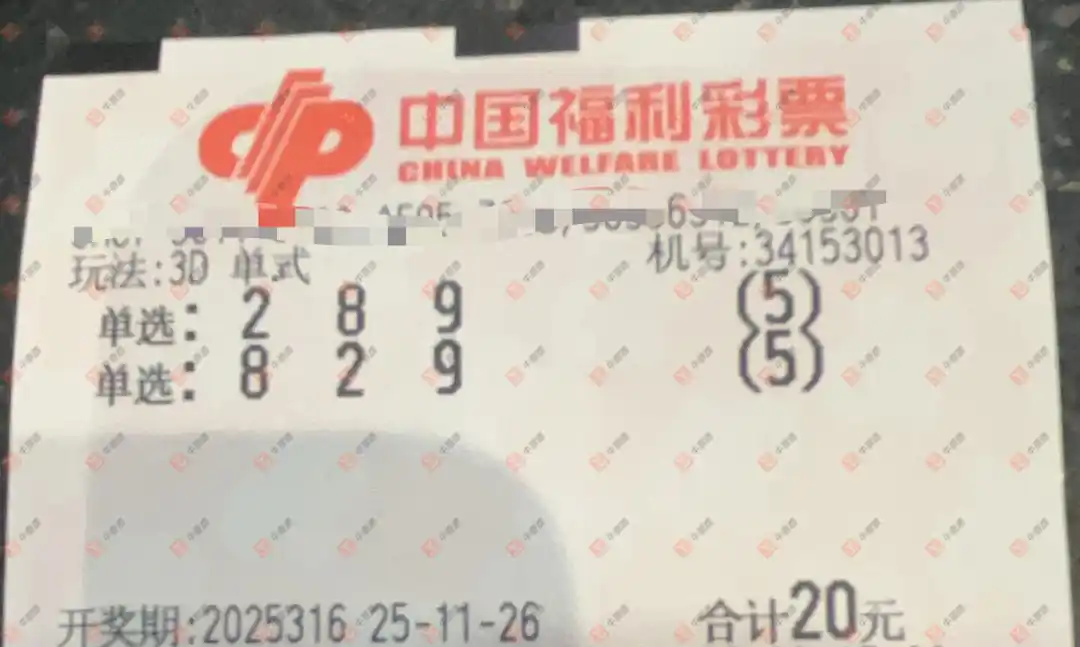 中国福利彩票
CHINA WELFARE LOTTERY
机号:34153013
玩法:3D 单式
单选: 2 8 9 (5)
单选: 8 2 9 (5)
开奖期:2025316 25-11-26 合计20元